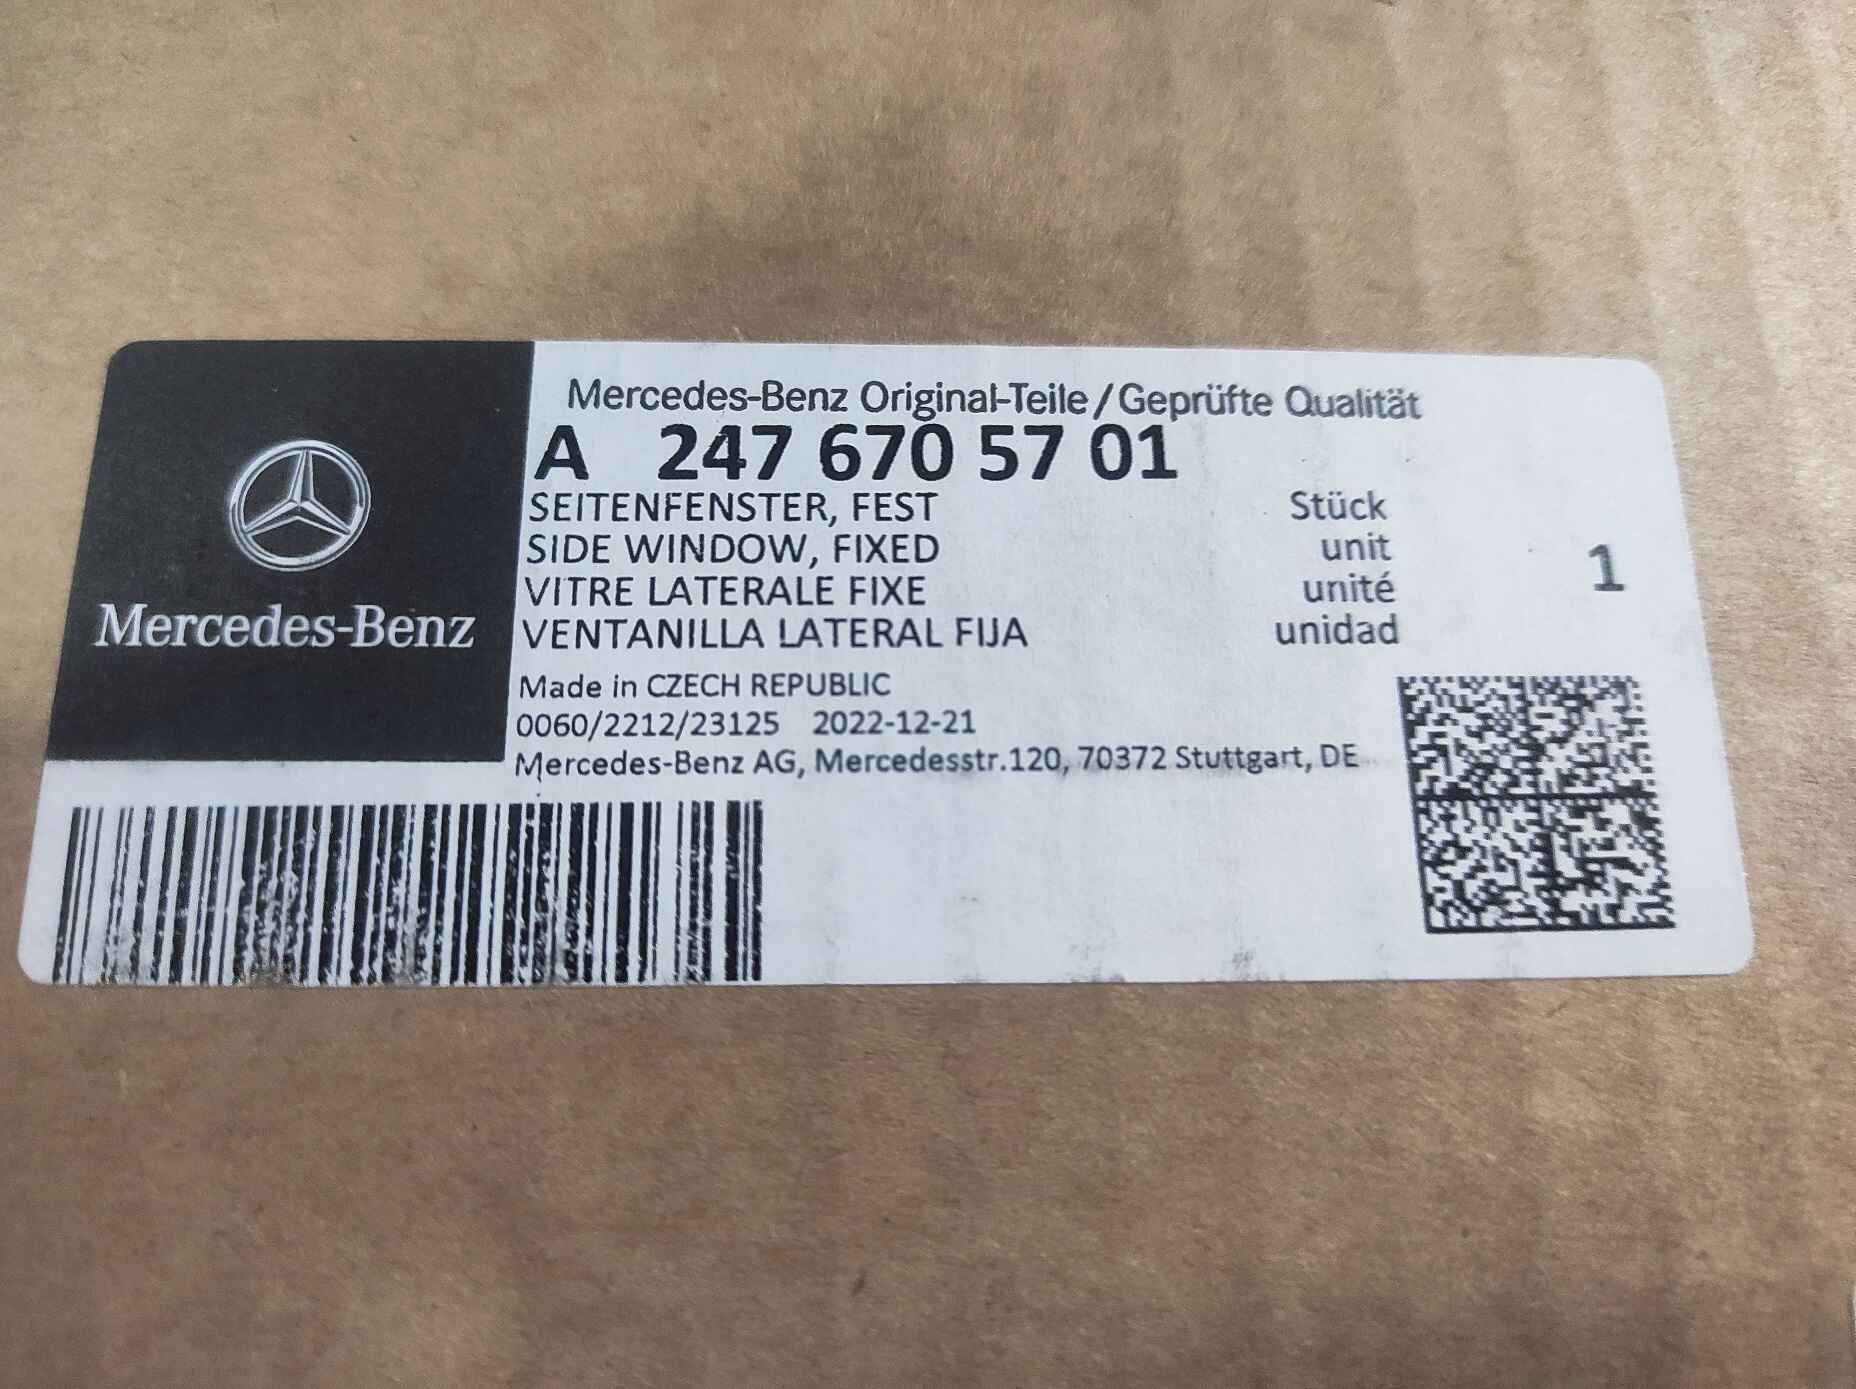 Mercedes-Benz
Mercedes-Benz Original-Teile/Geprüfte Qualität
A 247 670 57 01
SEITENFENSTER, FEST Stück
SIDE WINDOW, FIXED unit
VITRE LATERALE FIXE unité
VENTANILLA LATERAL FIJA unidad
1
Made in CZECH REPUBLIC
0060/2212/23125 2022-12-21
Mercedes-Benz AG, Mercedesstr.120, 70372 Stuttgart, DE